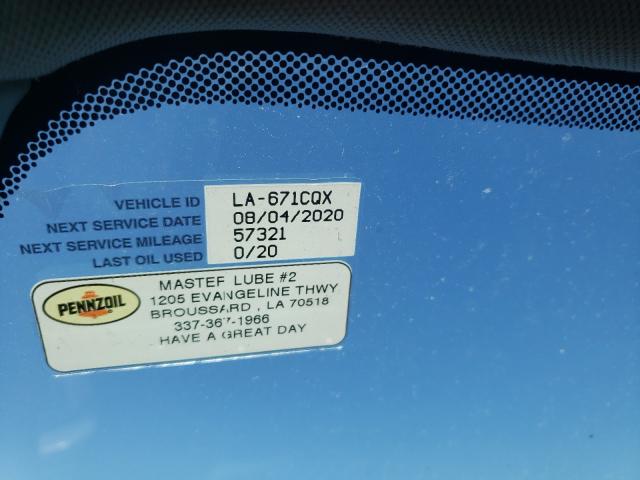 VEHICLE ID LA-671CQX
NEXT SERVICE DATE 08/04/2020
NEXT SERVICE MILEAGE 57321
LAST OIL USED 0/20
PENNZOIL
MASTER LUBE #2
1205 EVANGELINE THWY
BROUSSARD , LA 70518
337-367-1966
HAVE A GREAT DAY